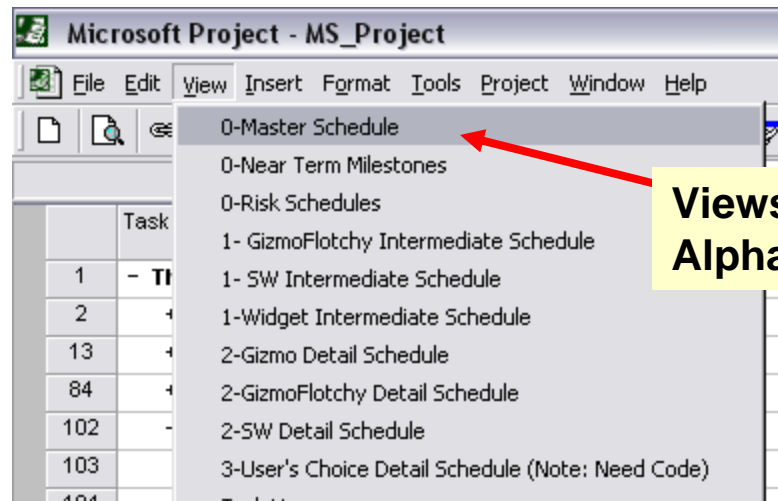 Microsoft Project - MS_Project
File Edit View Insert Format Tools Project Window Help
0-Master Schedule
0-Near Term Milestones
0-Risk Schedules
Views
Task
1- GizmoFlotchy Intermediate Schedule
Alpha
1
- Th
1- SW Intermediate Schedule
2
1-Widget Intermediate Schedule
13
2-Gizmo Detail Schedule
84
2-GizmoFlotchy Detail Schedule
102
2-SW Detail Schedule
103
3-User's Choice Detail Schedule (Note: Need Code)